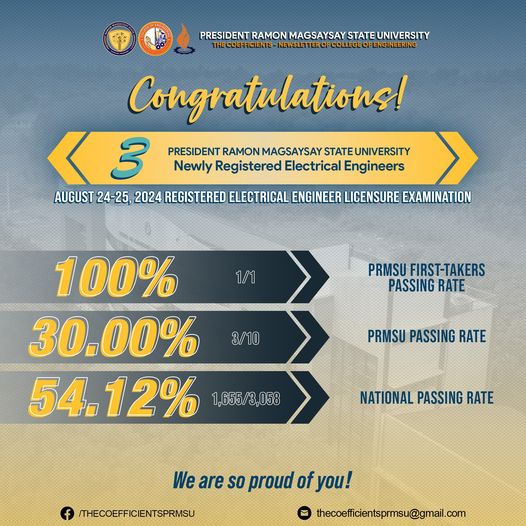 PRESIDENT RAMON MAGSAYSAY STATE UNIVERSITY
THE COEFFICIENTS - NEWSLETTER OF COLLEGE OF ENGINEERING
Congratulations!
3
PRESIDENT RAMON MAGSAYSAY STATE UNIVERSITY
Newly Registered Electrical Engineers
AUGUST 24-25, 2024 REGISTERED ELECTRICAL ENGINEER LICENSURE EXAMINATION
100% 1/1 PRMSU FIRST-TAKERS
PASSING RATE
30.00% 3/10 PRMSU PASSING RATE
54.12% 1,655/3,058 NATIONAL PASSING RATE
We are so proud of you!
/THECOEFFICIENTSPRMSU thecoefficientsprmsu@gmail.com